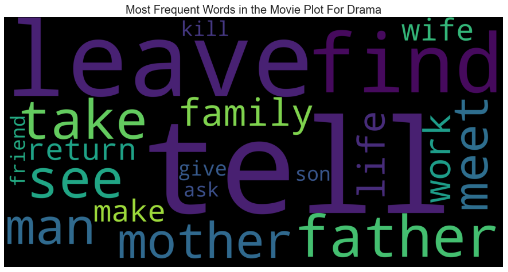 Most Frequent Words in the Movie Plot For Drama
kill
wife
leave
find
take
family
tell
friend
return
see
give
ask
son
life
work
meet
make
man
mother
father